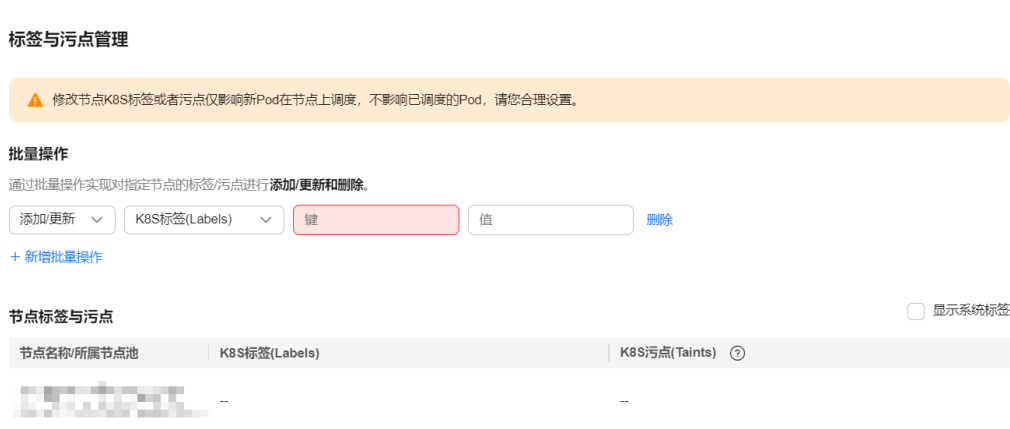 标签与污点管理
修改节点K8S标签或者污点仅影响新Pod在节点上调度，不影响已调度的Pod，请您合理设置。
批量操作
通过批量操作实现对指定节点的标签/污点进行添加/更新和删除。
添加/更新 K8S标签(Labels) 键 值 删除
+ 新增批量操作
节点标签与污点 显示系统标签
节点名称/所属节点池 K8S标签(Labels) K8S污点(Taints) ?
-- --